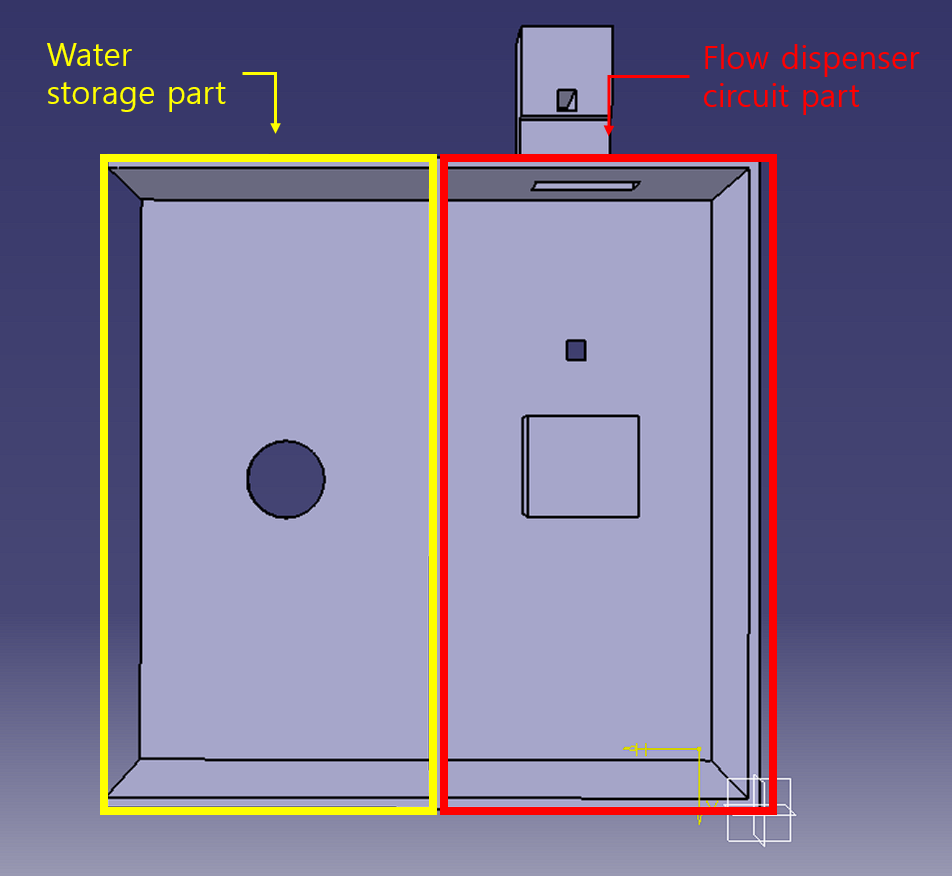 Water
storage part
Flow dispenser
circuit part